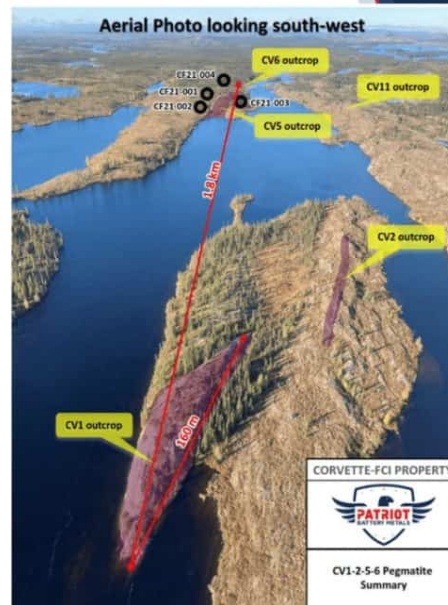 Aerial Photo looking south-west
CF21-004
CV6 outcrop
CF21-001
CV11 outcrop
CF21-002
CF21-003
CV5 outcrop
1.8 km
CV2 outcrop
160 m
CV1 outcrop
CORVETTE-FCI PROPERTY
PATRIOT
BATTERY METALS
CV1-2-5-6 Pegmatite
Summary